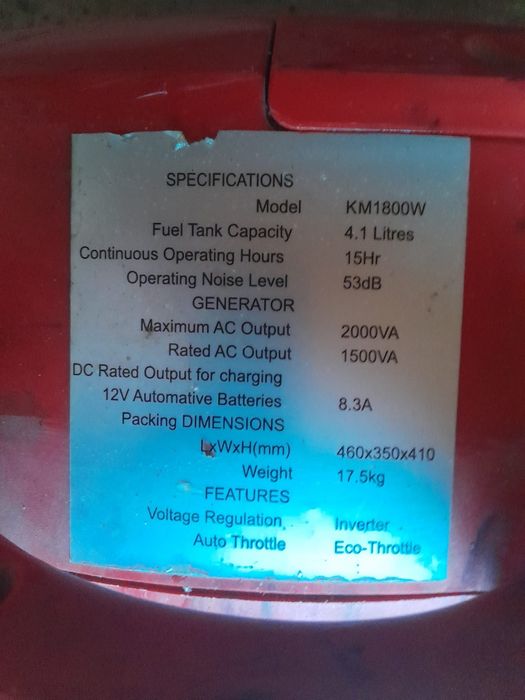 SPECIFICATIONS
Model KM1800W
Fuel Tank Capacity 4.1 Litres
Continuous Operating Hours 15Hr
Operating Noise Level 53dB
GENERATOR
Maximum AC Output 2000VA
Rated AC Output 1500VA
DC Rated Output for charging
12V Automative Batteries 8.3A
Packing DIMENSIONS
LxWxH(mm) 460x350x410
Weight 17.5kg
FEATURES
Voltage Regulation Inverter
Auto Throttle Eco-Throttle